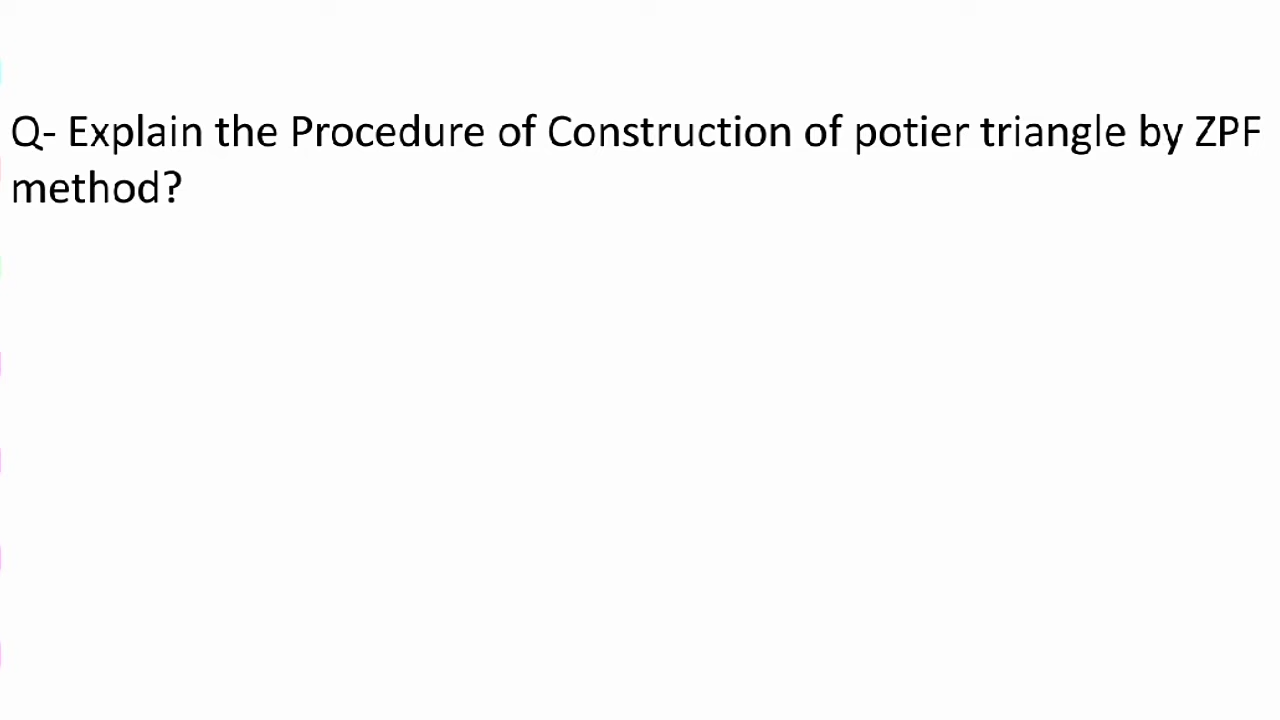 Q- Explain the Procedure of Construction of potier triangle by ZPF
method?